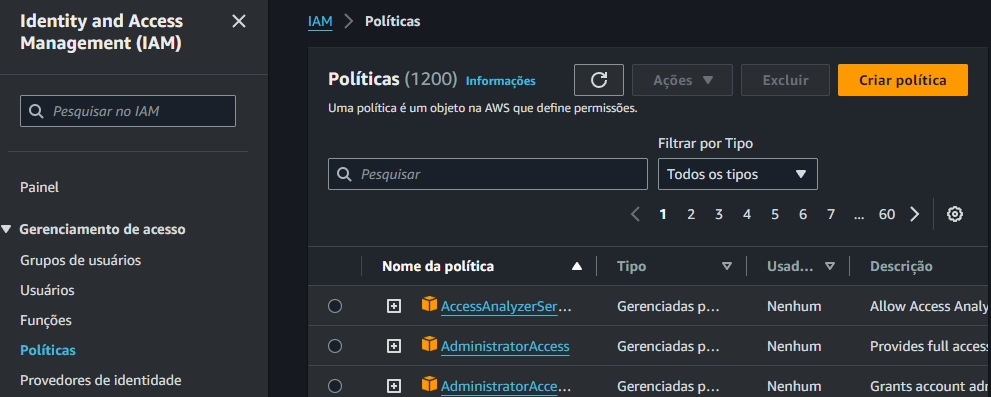 Identity and Access
Management (IAM)
Pesquisar no IAM
Painel
Gerenciamento de acesso
Grupos de usuários
Usuários
Funções
Políticas
Provedores de identidade
IAM > Políticas
Políticas (1200) Informações
Ações
Excluir
Criar política
Uma política é um objeto na AWS que define permissões.
Filtrar por Tipo
Pesquisar
Todos os tipos
1 2 3 4 5 6 7 ... 60
Nome da política Tipo Usad... Descrição
AccessAnalyzerSer... Gerenciadas p... Nenhum Allow Access Analy
AdministratorAccess Gerenciadas p... Nenhum Provides full access
AdministratorAcce... Gerenciadas p... Nenhum Grants account adm